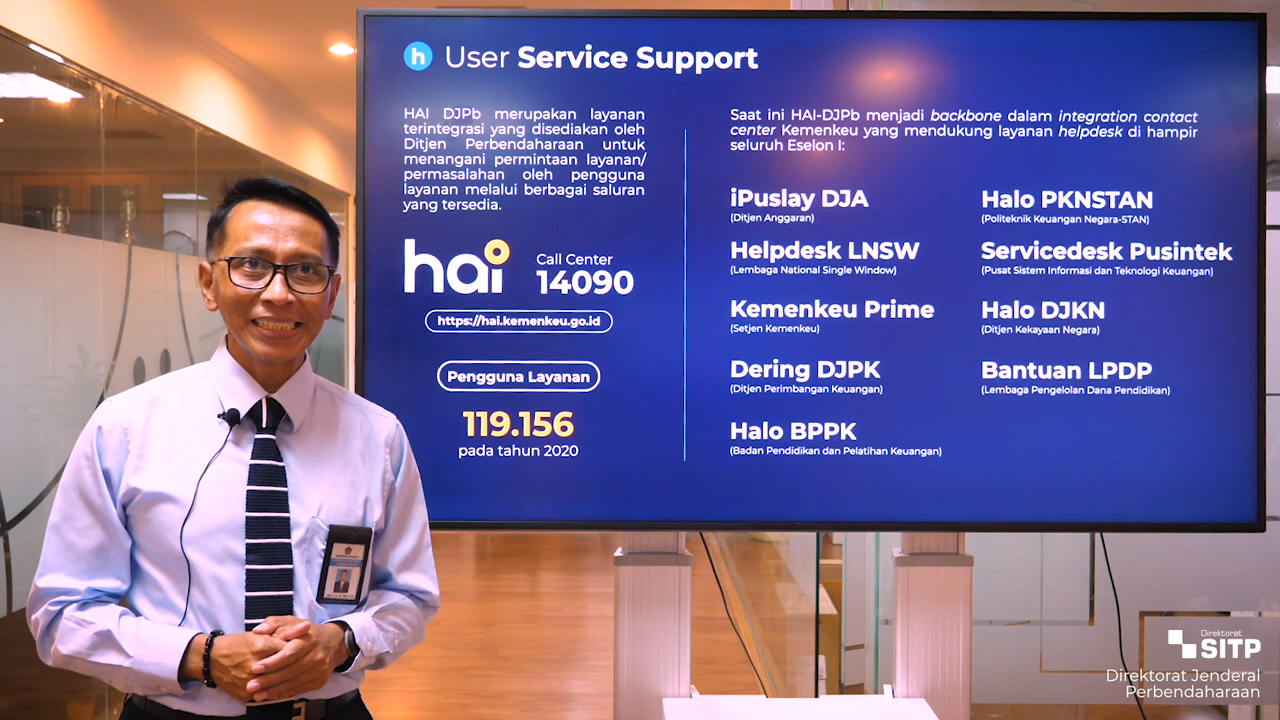 h User Service Support
HAI DJPb merupakan layanan
terintegrasi yang disediakan oleh
Ditjen Perbendaharaan untuk
menangani permintaan layanan/
permasalahan oleh pengguna
layanan melalui berbagai saluran
yang tersedia.
hai
Call Center
14090
https://hai.kemenkeu.go.id
Pengguna Layanan
119.156
pada tahun 2020
Saat ini HAI-DJPb menjadi backbone dalam integration contact
center Kemenkeu yang mendukung layanan helpdesk di hampir
seluruh Eselon I:
iPuslay DJA
(Ditjen Anggaran)
Helpdesk LNSW
(Lembaga National Single Window)
Kemenkeu Prime
(Setjen Kemenkeu)
Dering DJPK
(Ditjen Perimbangan Keuangan)
Halo BPPK
(Badan Pendidikan dan Pelatihan Keuangan)
Halo PKNSTAN
(Politeknik Keuangan Negara-STAN)
Servicedesk Pusintek
(Pusat Sistem Informasi dan Teknologi Keuangan)
Halo DJKN
(Ditjen Kekayaan Negara)
Bantuan LPDP
(Lembaga Pengelolan Dana Pendidikan)
Direktorat
SITP
Direktorat Jenderal
Perbendaharaan